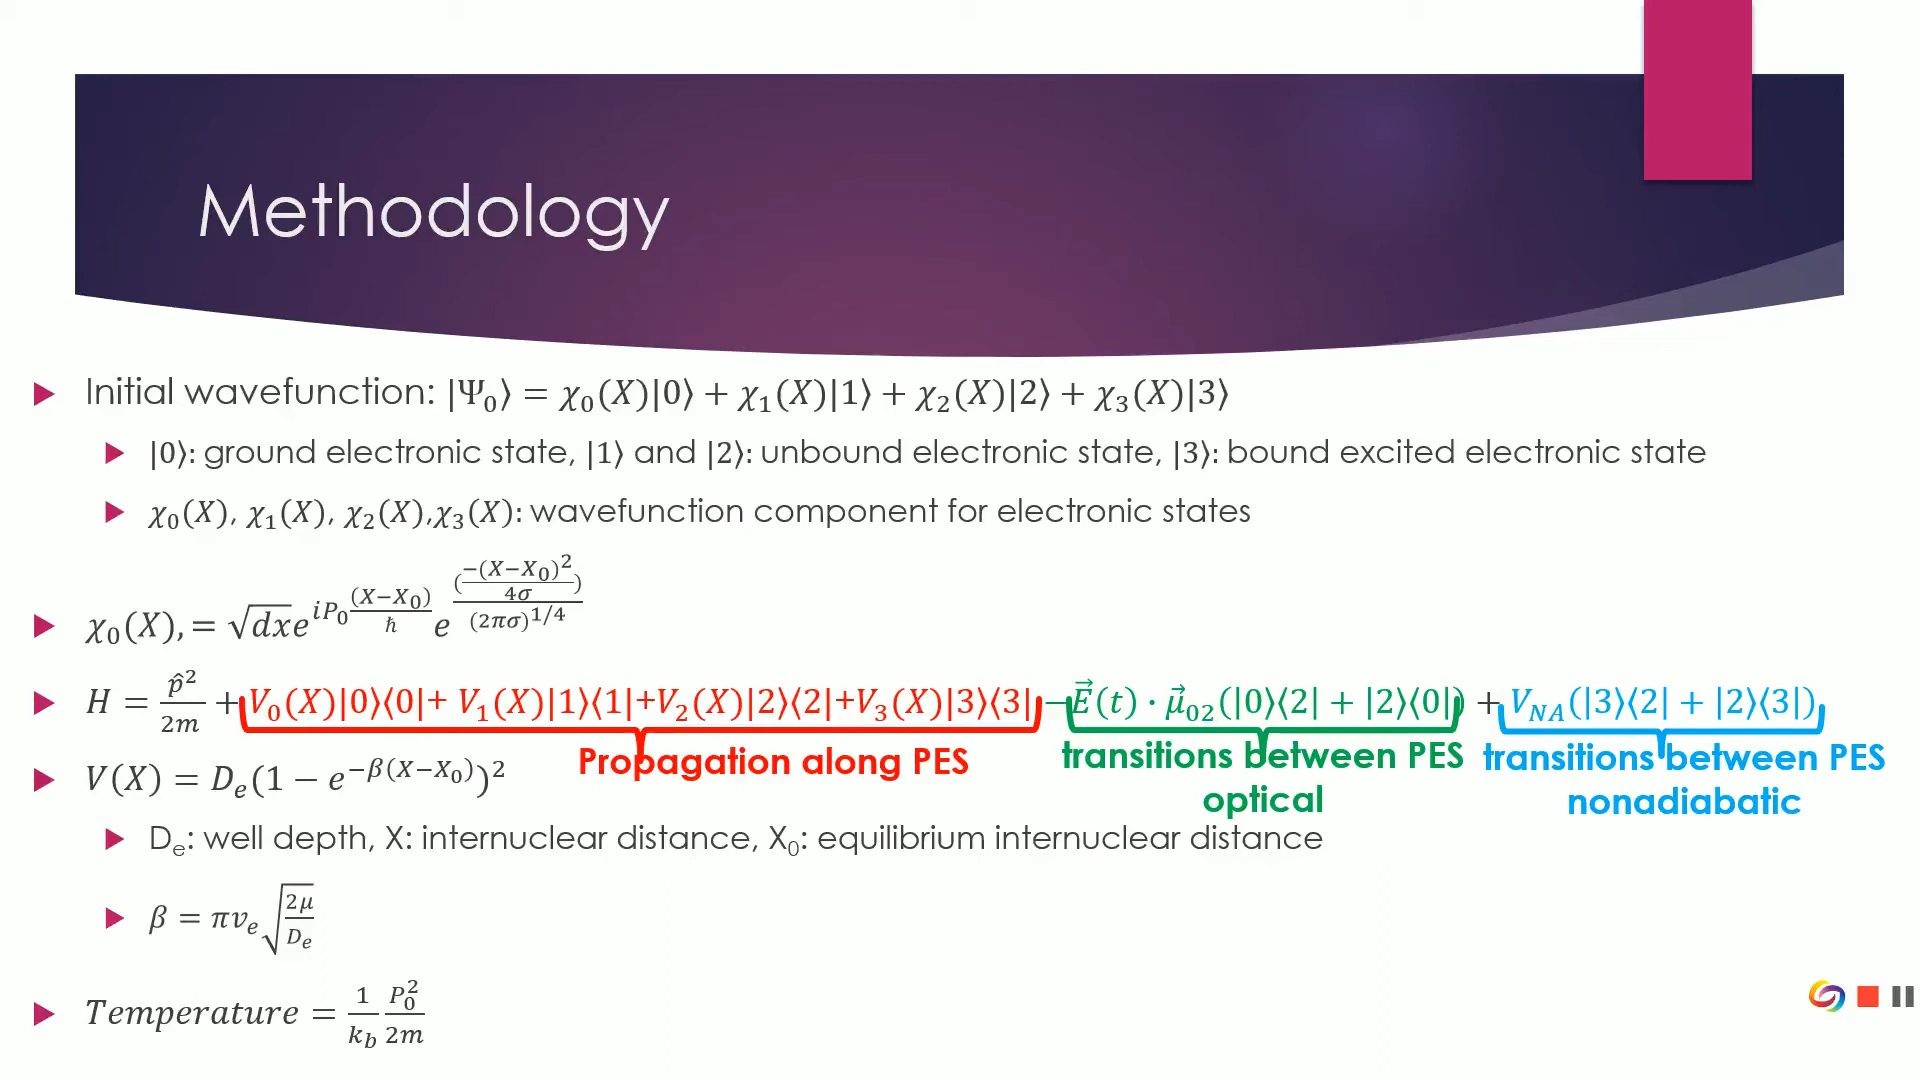 Methodology
Initial wavefunction: |Ψ₀⟩ = χ₀(X)|0⟩ + χ₁(X)|1⟩ + χ₂(X)|2⟩ + χ₃(X)|3⟩
|0⟩: ground electronic state, |1⟩ and |2⟩: unbound electronic state, |3⟩: bound excited electronic state
χ₀(X), χ₁(X), χ₂(X),χ₃(X): wavefunction component for electronic states
χ₀(X), = √dx e^{iP₀ (X−X₀)/ħ} e^{(−(X−X₀)²/4σ)/(2πσ)^{1/4}}
H = p̂²/2m + V₀(X)|0⟩⟨0|+ V₁(X)|1⟩⟨1|+V₂(X)|2⟩⟨2|+V₃(X)|3⟩⟨3| − E⃗(t) · μ⃗₀₂(|0⟩⟨2| + |2⟩⟨0|) + V_{NA}(|3⟩⟨2| + |2⟩⟨3|)
Propagation along PES
transitions between PES
optical
transitions between PES
nonadiabatic
V(X) = Dₑ(1 − e^{−β(X−X₀)})²
Dₑ: well depth, X: internuclear distance, X₀: equilibrium internuclear distance
β = πvₑ√(2μ/Dₑ)
Temperature = 1/k_b P₀²/2m